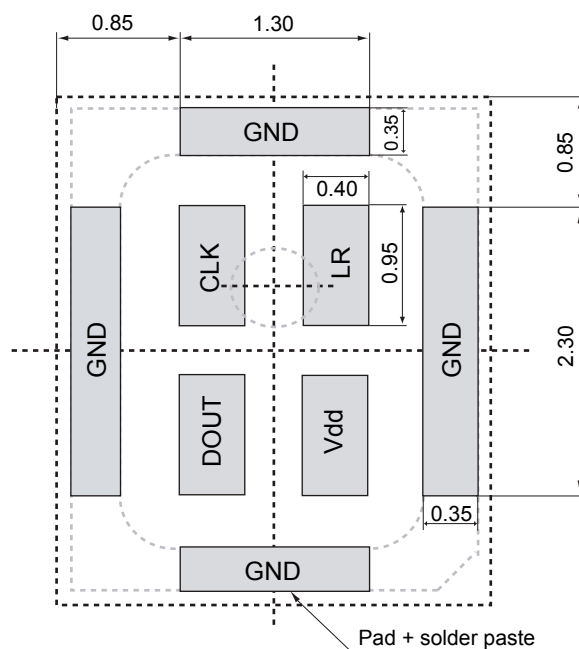 0.85
1.30
GND
0.35
0.85
0.40
CLK
LR
0.95
GND
GND
2.30
DOUT
Vdd
0.35
GND
Pad + solder paste